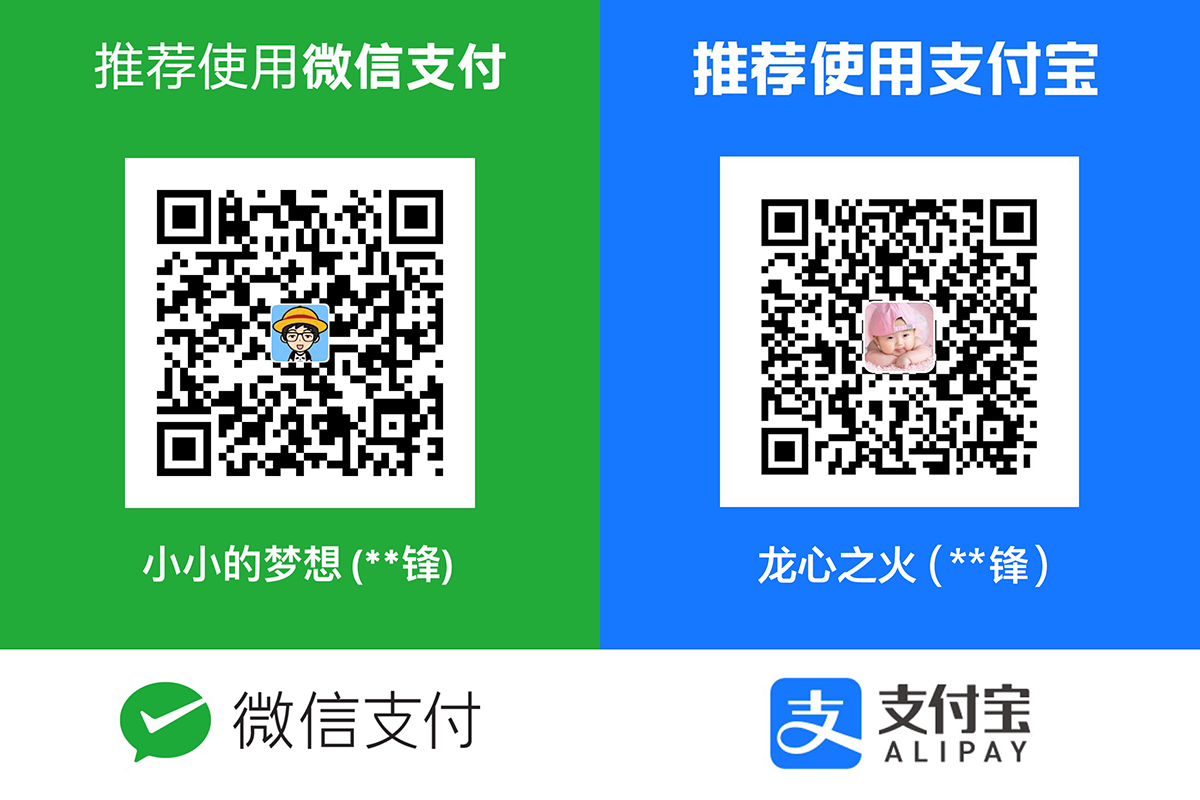 推荐使用微信支付
小小的梦想 (**锋)
微信支付
推荐使用支付宝
龙心之火（**锋）
支
支付宝
ALIPAY